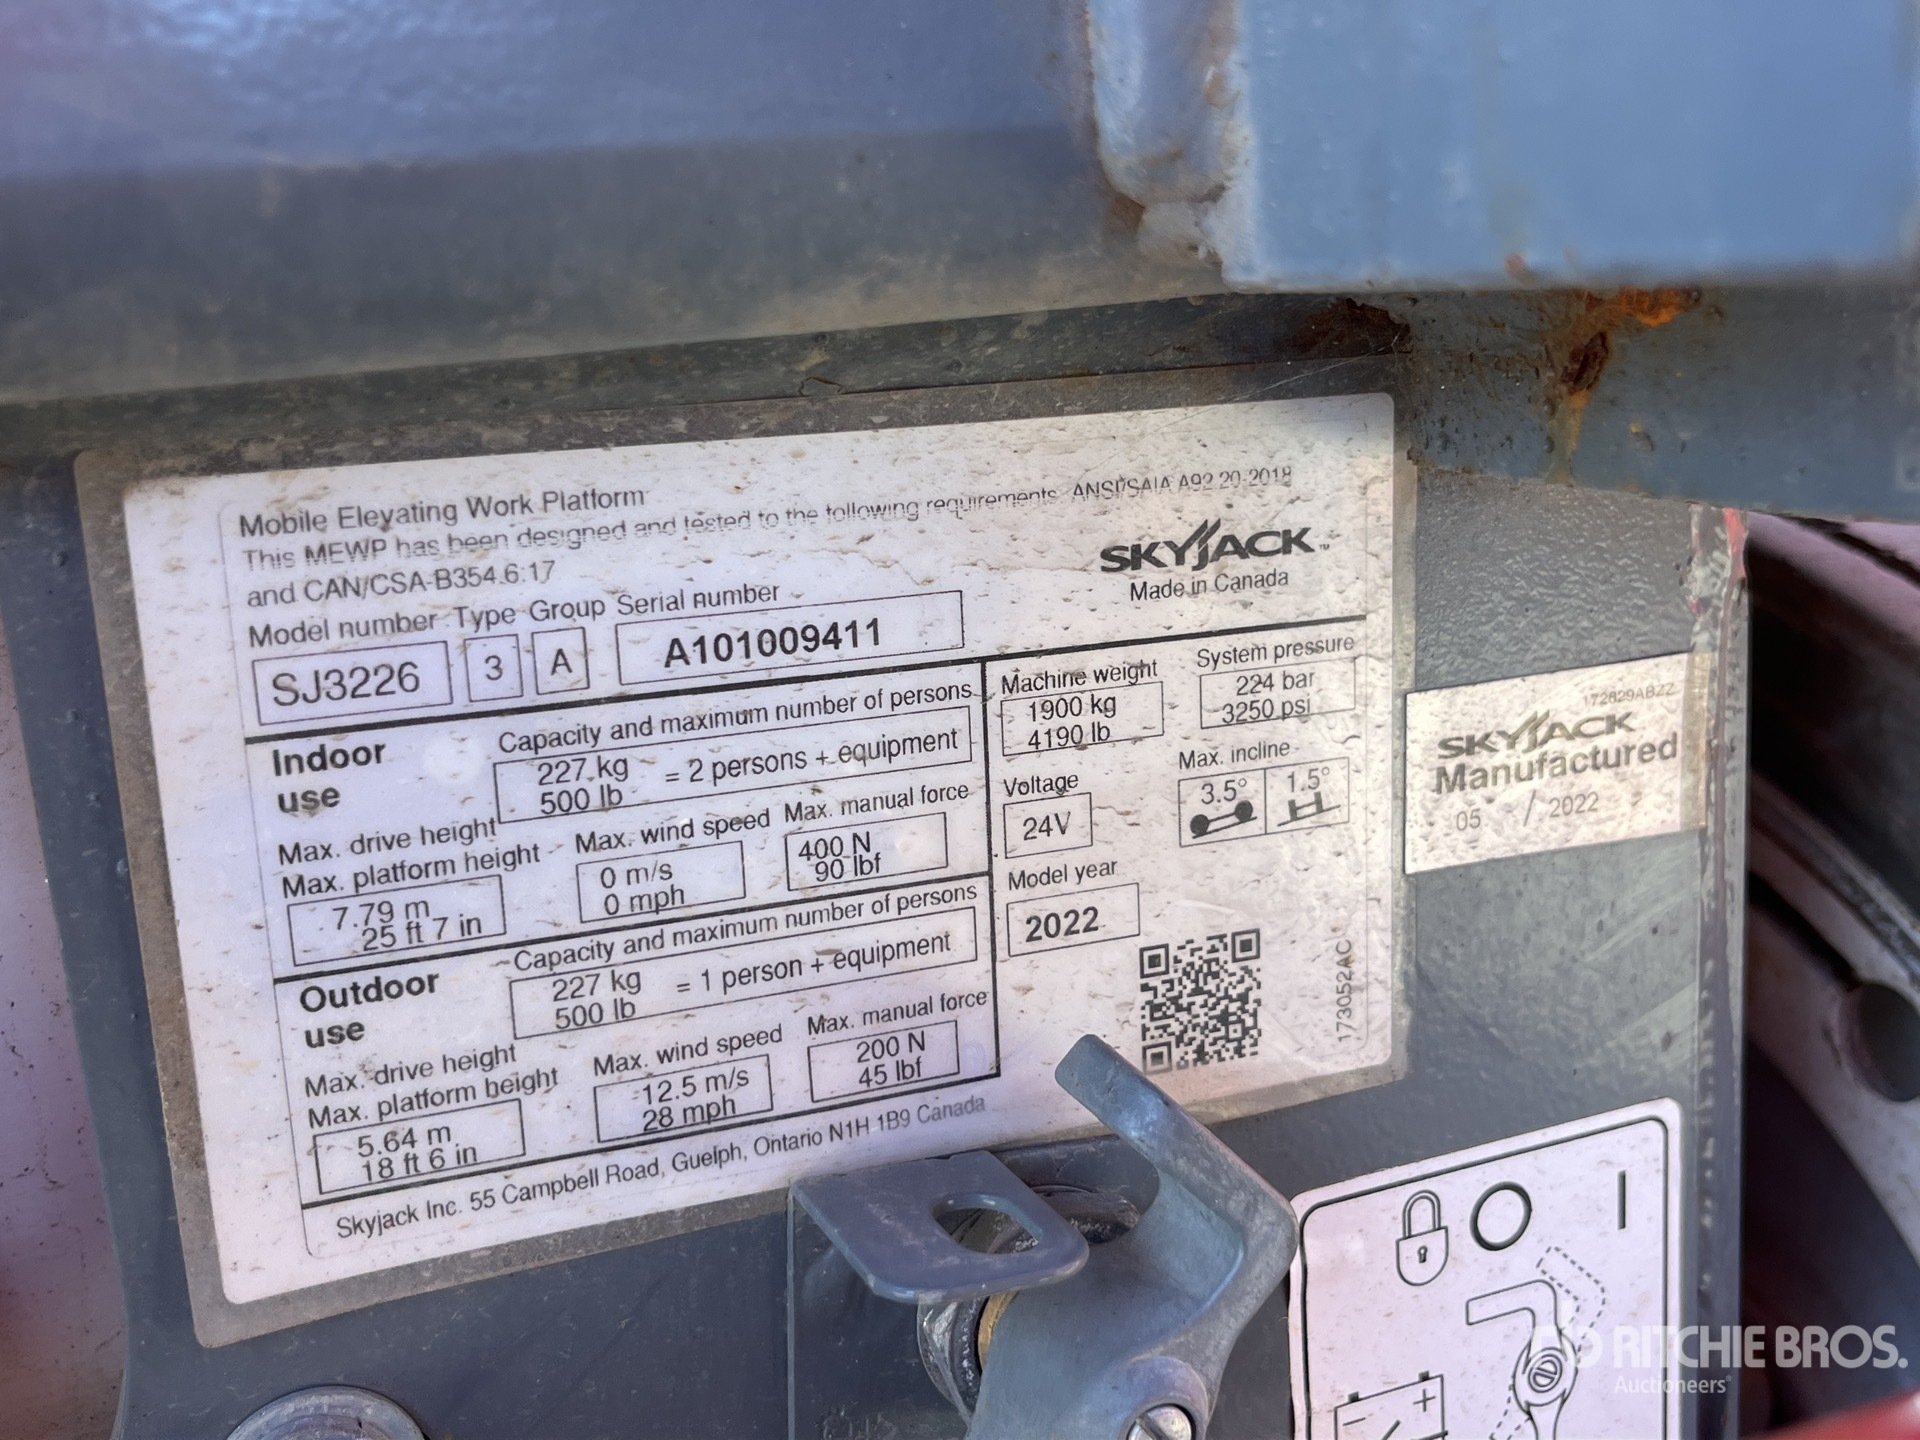 Mobile Elevating Work Platform
This MEWP has been designed and tested to the following requirements: ANSI/SAIA A92.20-2018
and CAN/CSA-B354.6:17
SKYJACK™
Made in Canada
Model number Type Group Serial number
SJ3226 3 A A101009411
Indoor use
Capacity and maximum number of persons
227 kg
500 lb
= 2 persons + equipment
Max. drive height
Max. platform height
7.79 m
25 ft 7 in
Max. wind speed
0 m/s
0 mph
Max. manual force
400 N
90 lbf
Outdoor use
Capacity and maximum number of persons
227 kg
500 lb
= 1 person + equipment
Max. drive height
Max. platform height
5.64 m
18 ft 6 in
Max. wind speed
12.5 m/s
28 mph
Max. manual force
200 N
45 lbf
Machine weight
1900 kg
4190 lb
System pressure
224 bar
3250 psi
Voltage
24V
Max. incline
3.5° 1.5°
Model year
2022
173052AC
Skyjack Inc. 55 Campbell Road, Guelph, Ontario N1H 1B9 Canada
172829ABZZ
SKYJACK
Manufactured
05 / 2022
O I
- +
RITCHIE BROS.
Auctioneers®